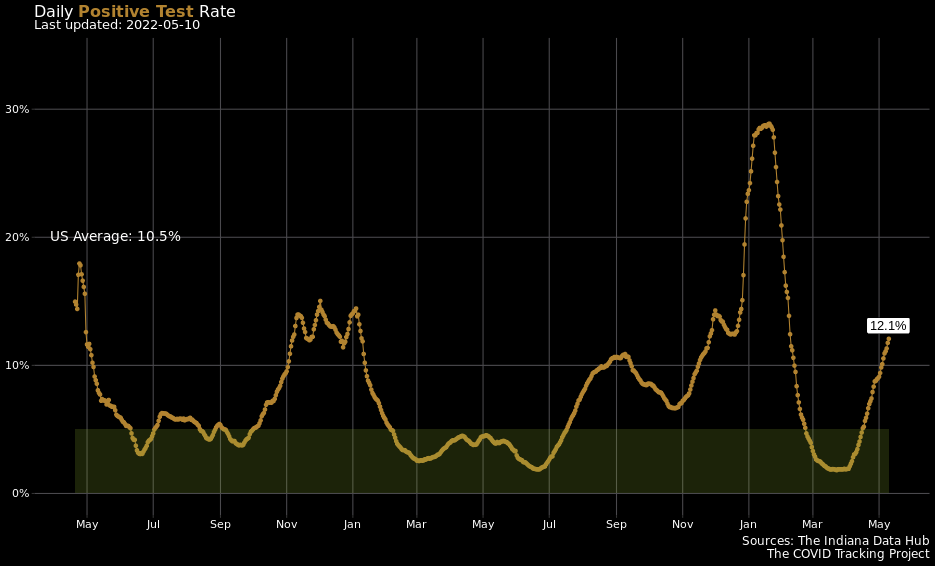 Daily Positive Test Rate
Last updated: 2022-05-10
30%
20%
US Average: 10.5%
12.1%
10%
0%
May Jul Sep Nov Jan Mar May Jul Sep Nov Jan Mar May
Sources: The Indiana Data Hub
The COVID Tracking Project